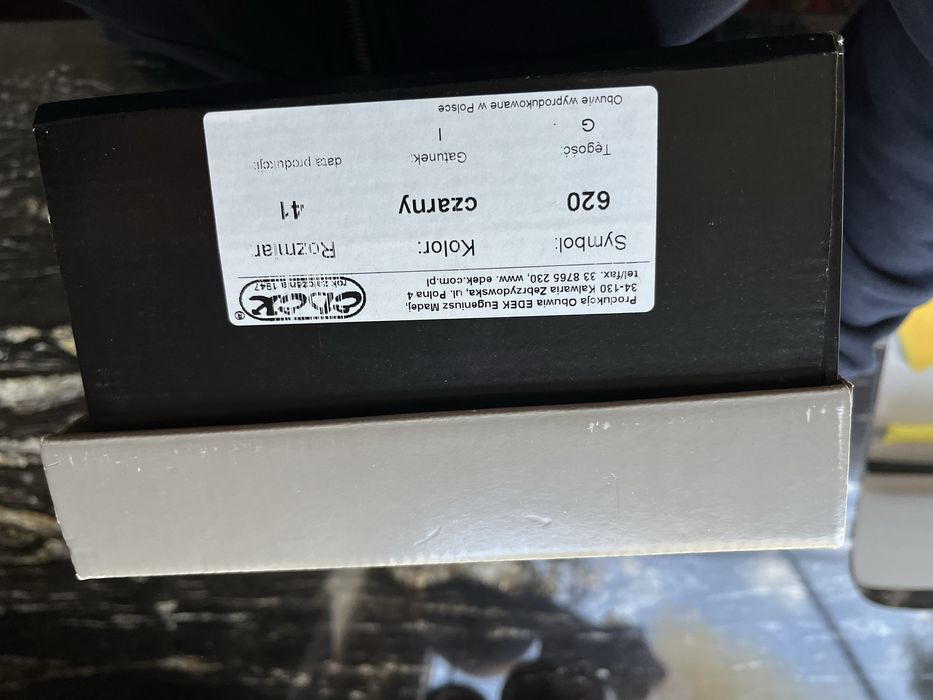 Produkcja Obuwia EDEK Eugeniusz Madej,
34-130 Kalwaria Zebrzydowska, ul. Polna 4
tel/fax. 33 8765 230, www. edek.com.pl
edek ®
rok założenia 1947
Symbol: Kolor: Rozmiar
620 czarny 41
Tęgość: Gatunek: data produkcji:
G I
Obuwie wyprodukowane w Polsce